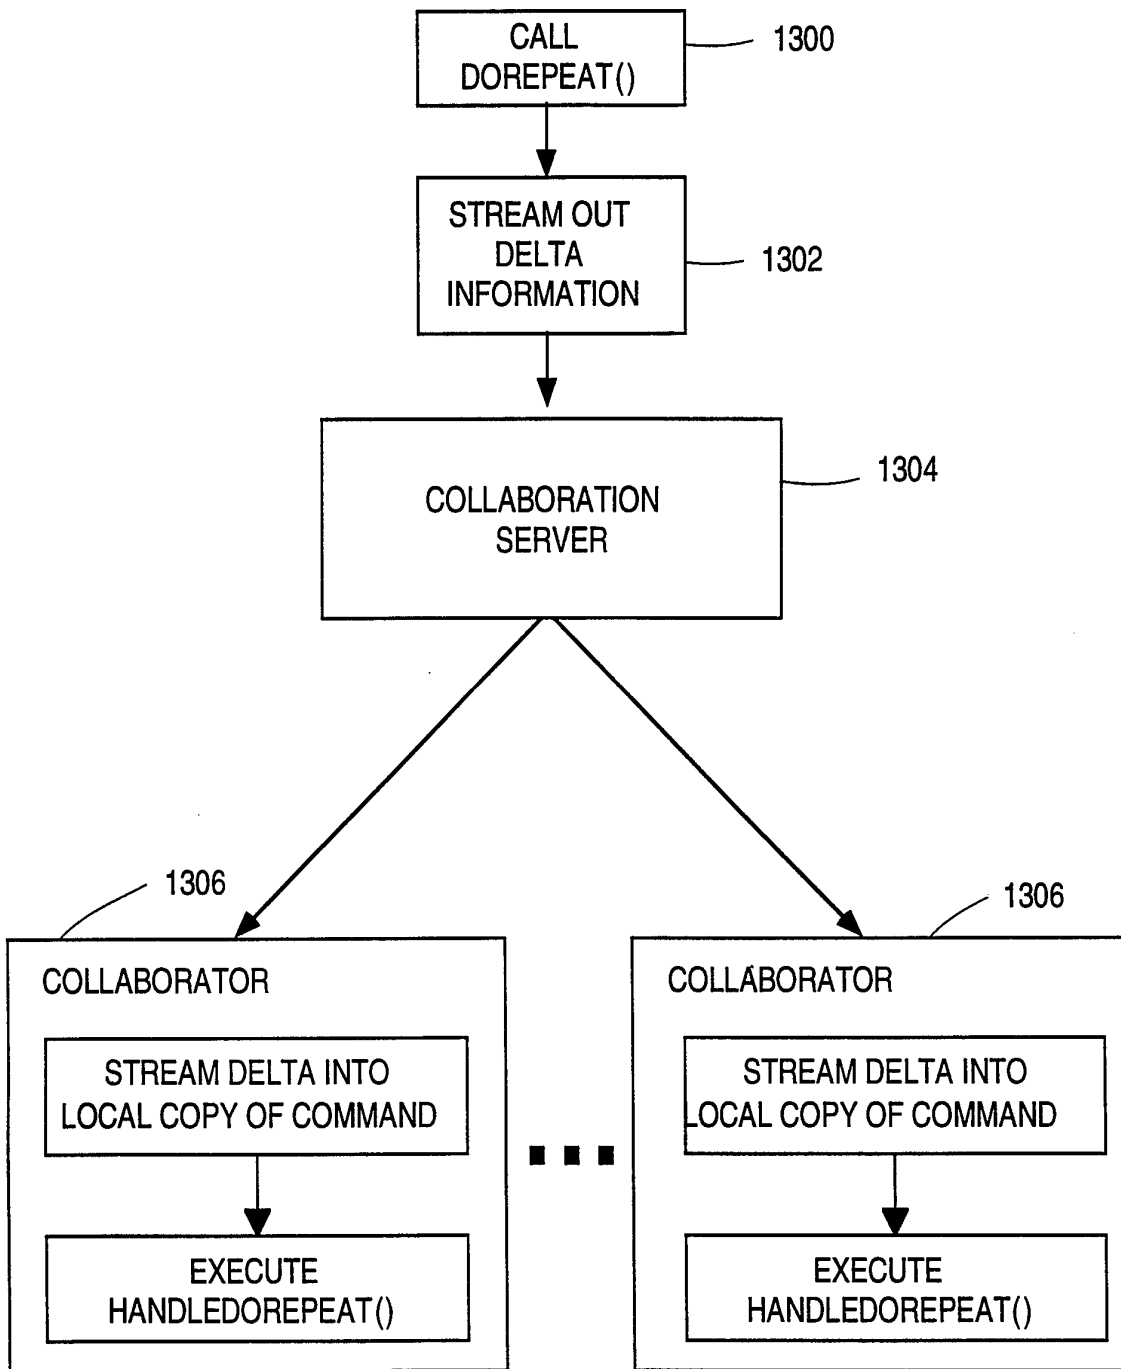 CALL
DOREPEAT()
1300
STREAM OUT
DELTA
INFORMATION
1302
COLLABORATION
SERVER
1304
1306
1306
COLLABORATOR
STREAM DELTA INTO
LOCAL COPY OF COMMAND
EXECUTE
HANDLEDOREPEAT()
COLLABORATOR
STREAM DELTA INTO
LOCAL COPY OF COMMAND
EXECUTE
HANDLEDOREPEAT()